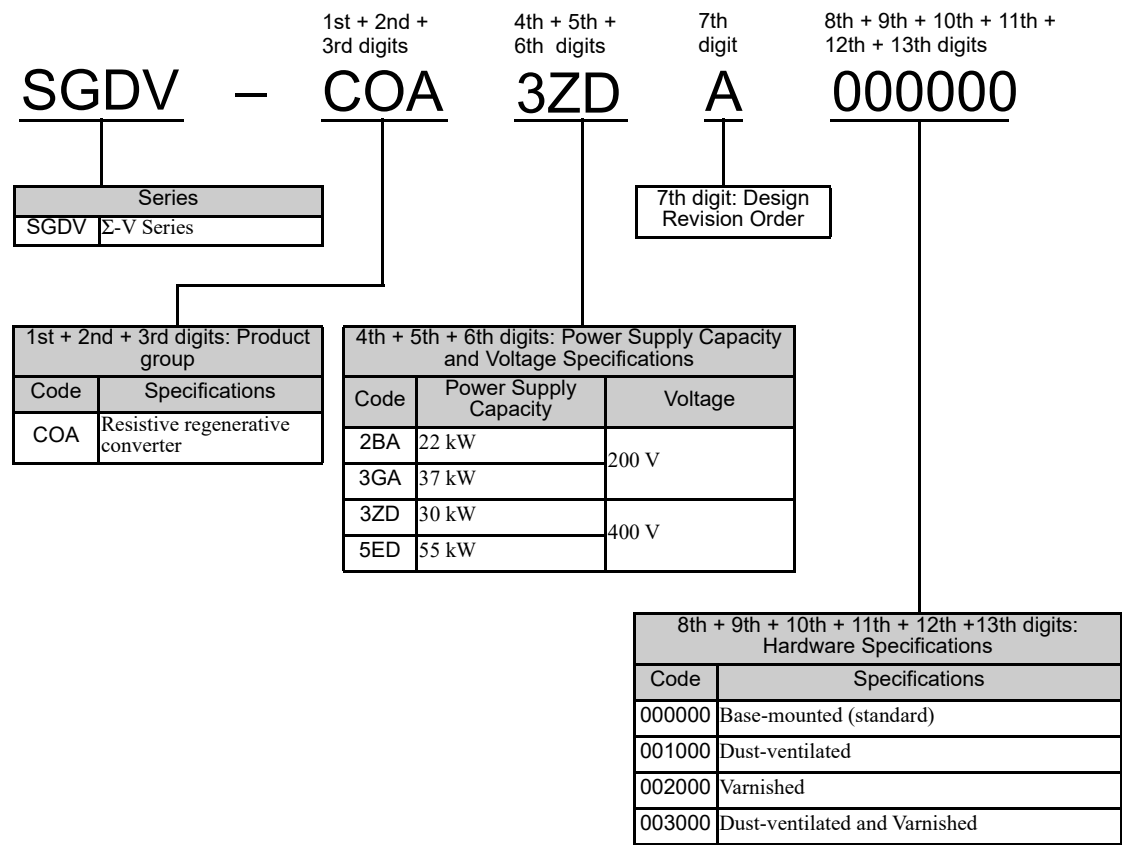 1st + 2nd +
3rd digits
4th + 5th +
6th digits
7th
digit
8th + 9th + 10th + 11th +
12th + 13th digits
SGDV – COA 3ZD A 000000
Series
SGDV Σ-V Series
7th digit: Design
Revision Order
1st + 2nd + 3rd digits: Product
group
Code Specifications
COA Resistive regenerative
converter
4th + 5th + 6th digits: Power Supply Capacity
and Voltage Specifications
Code Power Supply
Capacity Voltage
2BA 22 kW
200 V
3GA 37 kW
3ZD 30 kW
400 V
5ED 55 kW
8th + 9th + 10th + 11th + 12th +13th digits:
Hardware Specifications
Code Specifications
000000 Base-mounted (standard)
001000 Dust-ventilated
002000 Varnished
003000 Dust-ventilated and Varnished